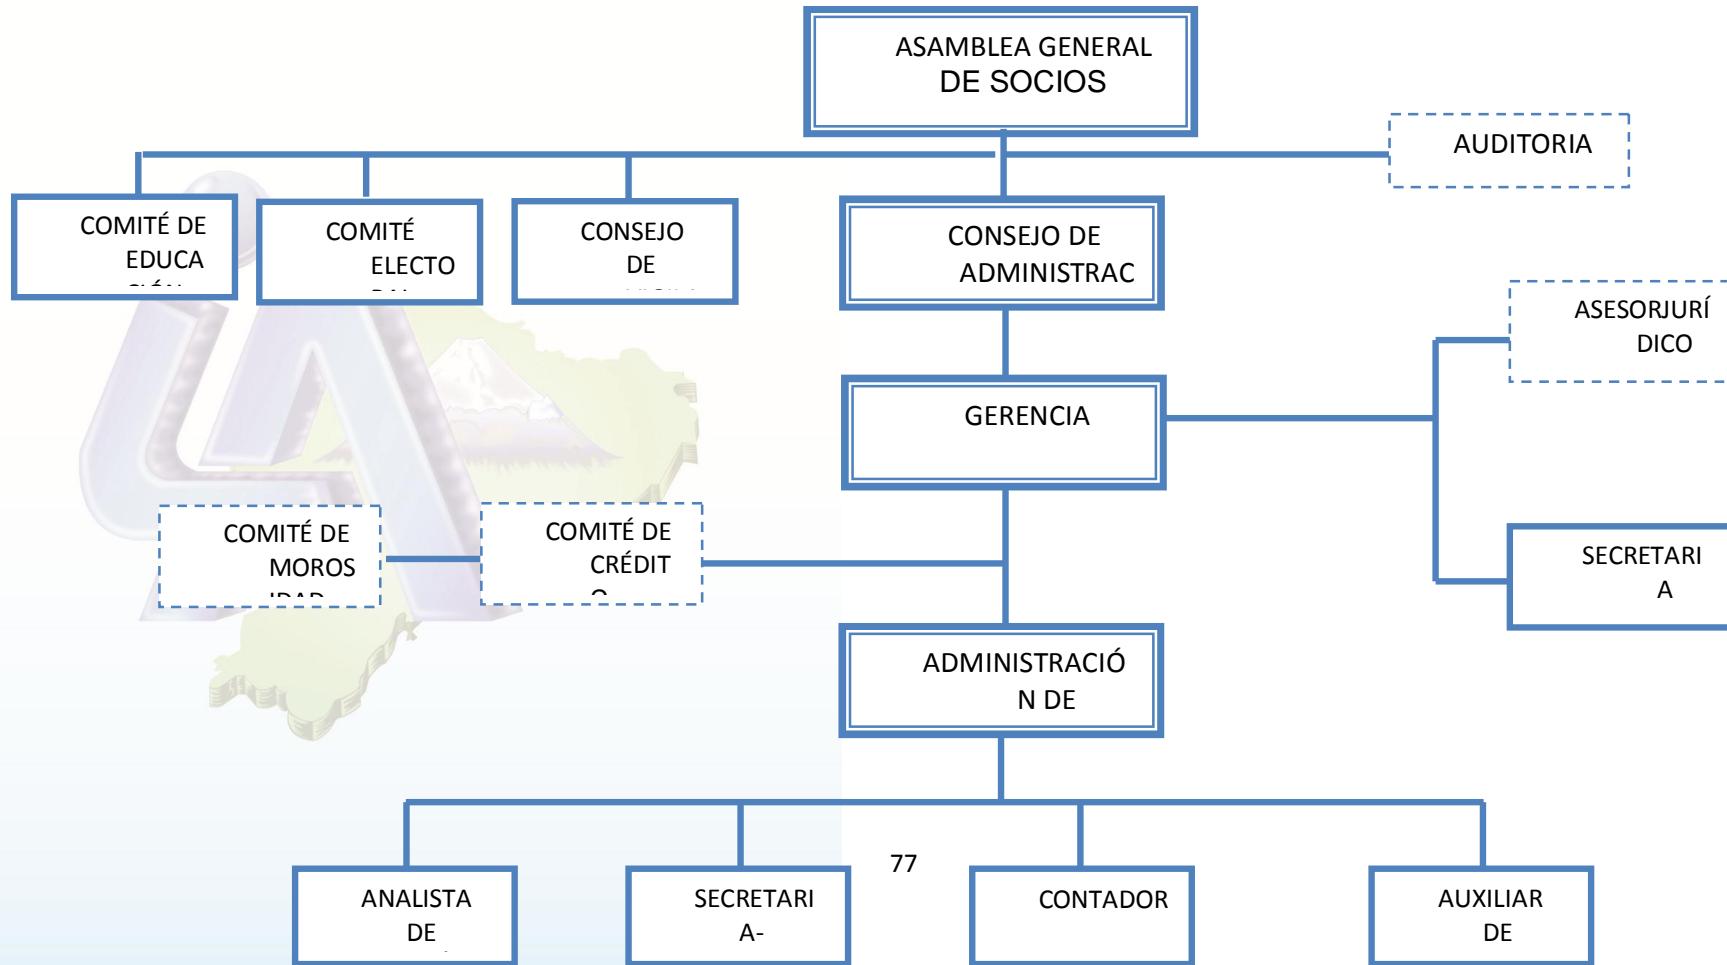 ASAMBLEA GENERAL
DE SOCIOS
AUDITORIA
COMITÉ DE
EDUCA
COMITÉ
ELECTO
CONSEJO
DE
CONSEJO DE
ADMINISTRAC
ASESORJURÍ
DICO
GERENCIA
COMITÉ DE
MOROS
COMITÉ DE
CRÉDIT
SECRETARI
A
ADMINISTRACIÓ
N DE
77
ANALISTA
DE
SECRETARI
A-
CONTADOR
AUXILIAR
DE